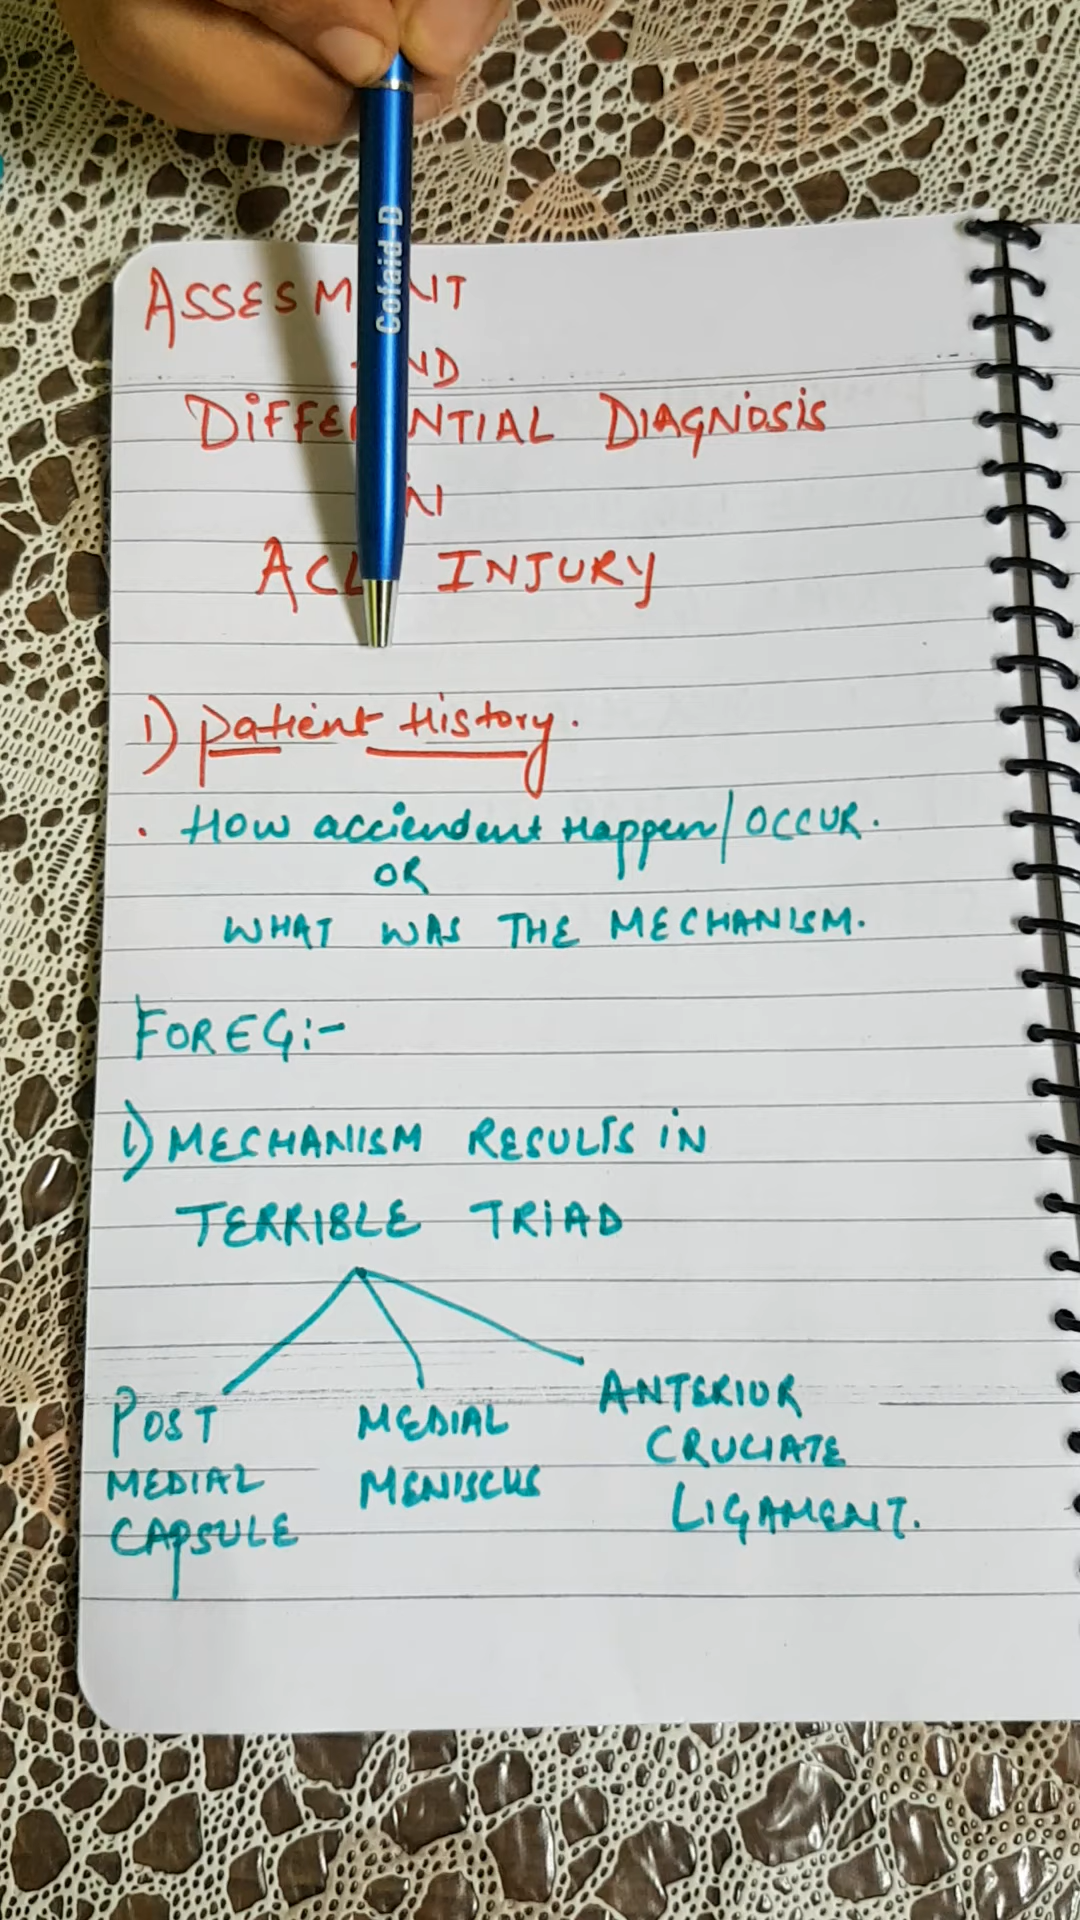 ASSESM NT
ND
DIFFE NTIAL DIAGNOSIS
IN
ACL INJURY
Cofaid D
1) Patient History.
. How acciendent Happen/OCCUR.
OR
WHAT WAS THE MECHANISM.
FOREG:-
1) MECHANISM RESULTS IN
TERRIBLE TRIAD
POST MEDIAL CAPSULE
MEDIAL MENISCUS
ANTERIOR CRUCIATE LIGAMENT.